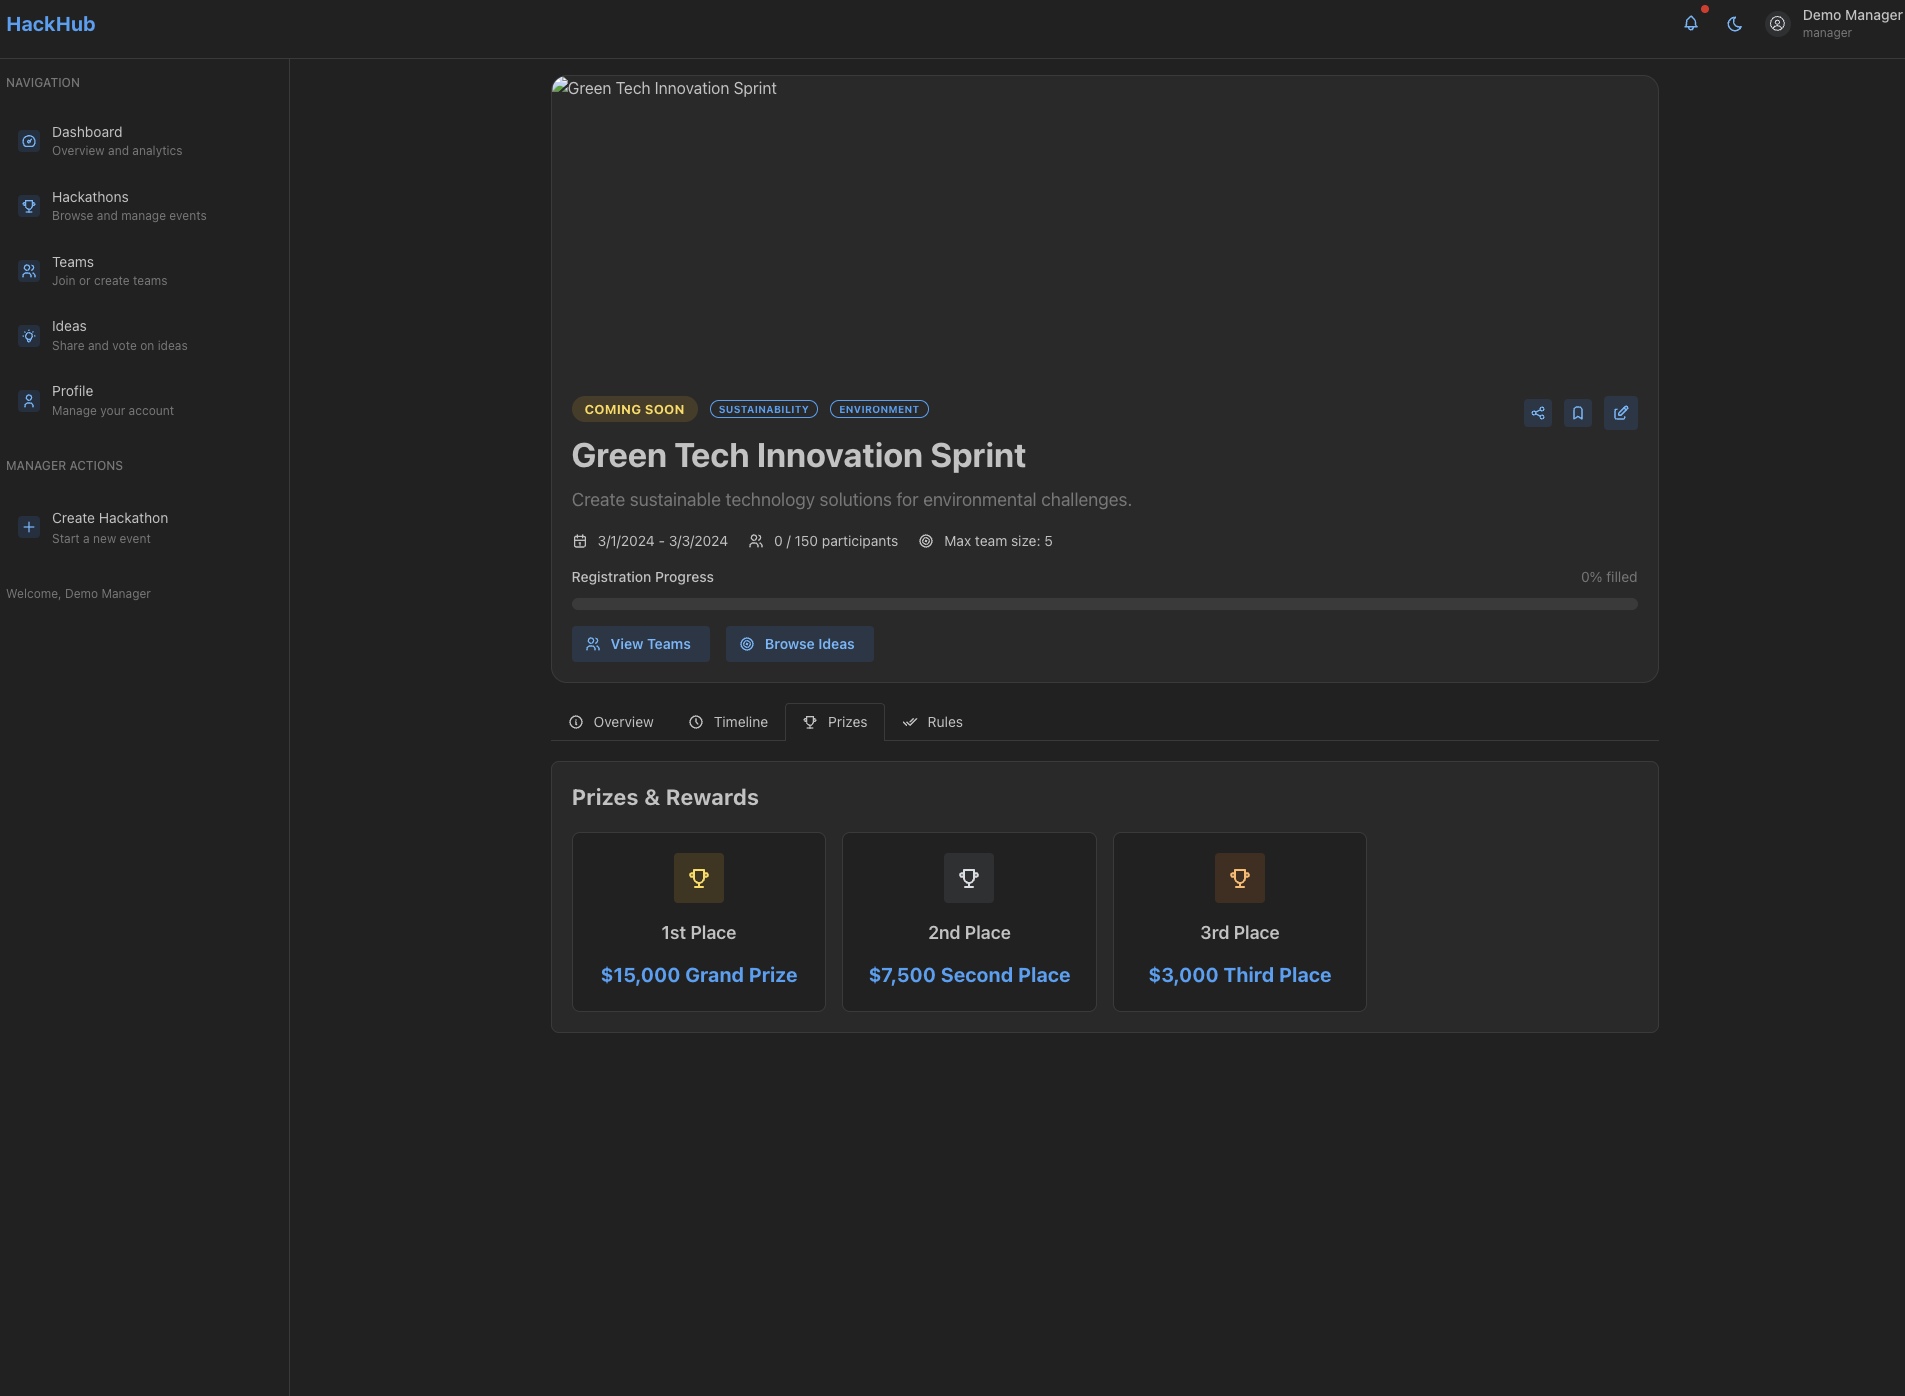 HackHub
Demo Manager
manager
NAVIGATION
Dashboard
Overview and analytics
Hackathons
Browse and manage events
Teams
Join or create teams
Ideas
Share and vote on ideas
Profile
Manage your account
MANAGER ACTIONS
Create Hackathon
Start a new event
Welcome, Demo Manager
Green Tech Innovation Sprint
COMING SOON
SUSTAINABILITY
ENVIRONMENT
Green Tech Innovation Sprint
Create sustainable technology solutions for environmental challenges.
3/1/2024 - 3/3/2024
0 / 150 participants
Max team size: 5
Registration Progress
0% filled
View Teams
Browse Ideas
Overview
Timeline
Prizes
Rules
Prizes & Rewards
1st Place
$15,000 Grand Prize
2nd Place
$7,500 Second Place
3rd Place
$3,000 Third Place